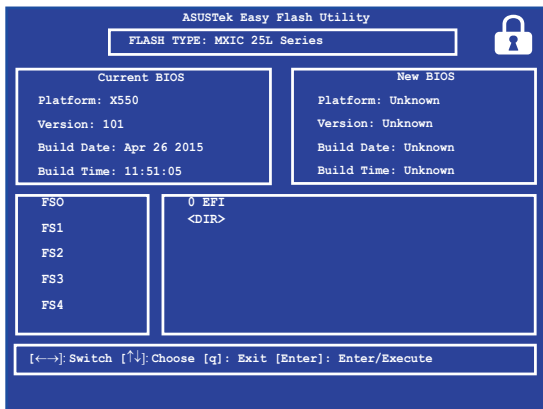 ASUSTek Easy Flash Utility
FLASH TYPE: MXIC 25L Series
Current BIOS
Platform: X550
Version: 101
Build Date: Apr 26 2015
Build Time: 11:51:05
New BIOS
Platform: Unknown
Version: Unknown
Build Date: Unknown
Build Time: Unknown
FSO
FS1
FS2
FS3
FS4
0 EFI
<DIR>
[←→]: Switch [↑↓]: Choose [q]: Exit [Enter]: Enter/Execute